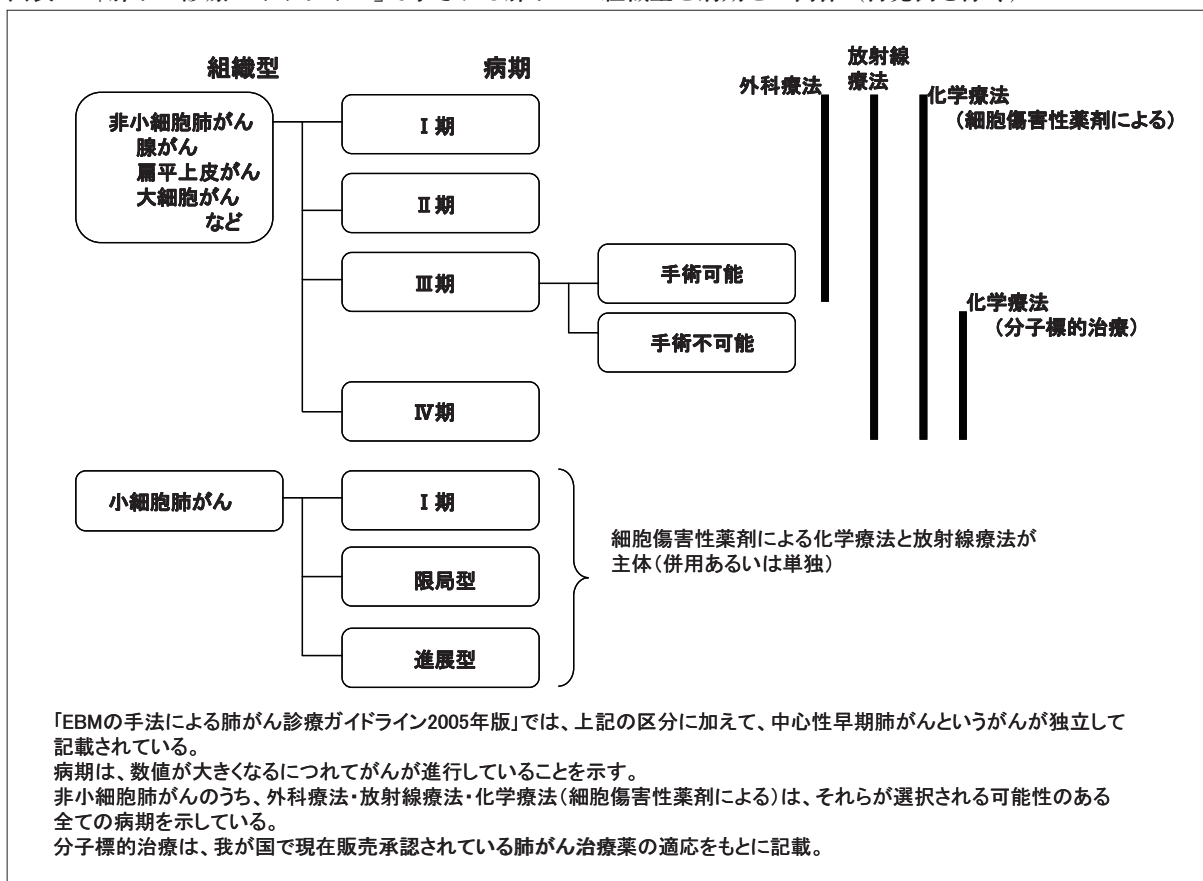 組織型
病期
外科療法
放射線
療法
化学療法
(細胞傷害性薬剤による)
非小細胞肺がん
腺がん
扁平上皮がん
大細胞がん
など
Ⅰ期
Ⅱ期
Ⅲ期
手術可能
手術不可能
化学療法
(分子標的治療)
Ⅳ期
小細胞肺がん
Ⅰ期
限局型
進展型
細胞傷害性薬剤による化学療法と放射線療法が
主体(併用あるいは単独)
「EBMの手法による肺がん診療ガイドライン2005年版」では、上記の区分に加えて、中心性早期肺がんというがんが独立して
記載されている。
病期は、数値が大きくなるにつれてがんが進行していることを示す。
非小細胞肺がんのうち、外科療法・放射線療法・化学療法(細胞傷害性薬剤による)は、それらが選択される可能性のある
全ての病期を示している。
分子標的治療は、我が国で現在販売承認されている肺がん治療薬の適応をもとに記載。